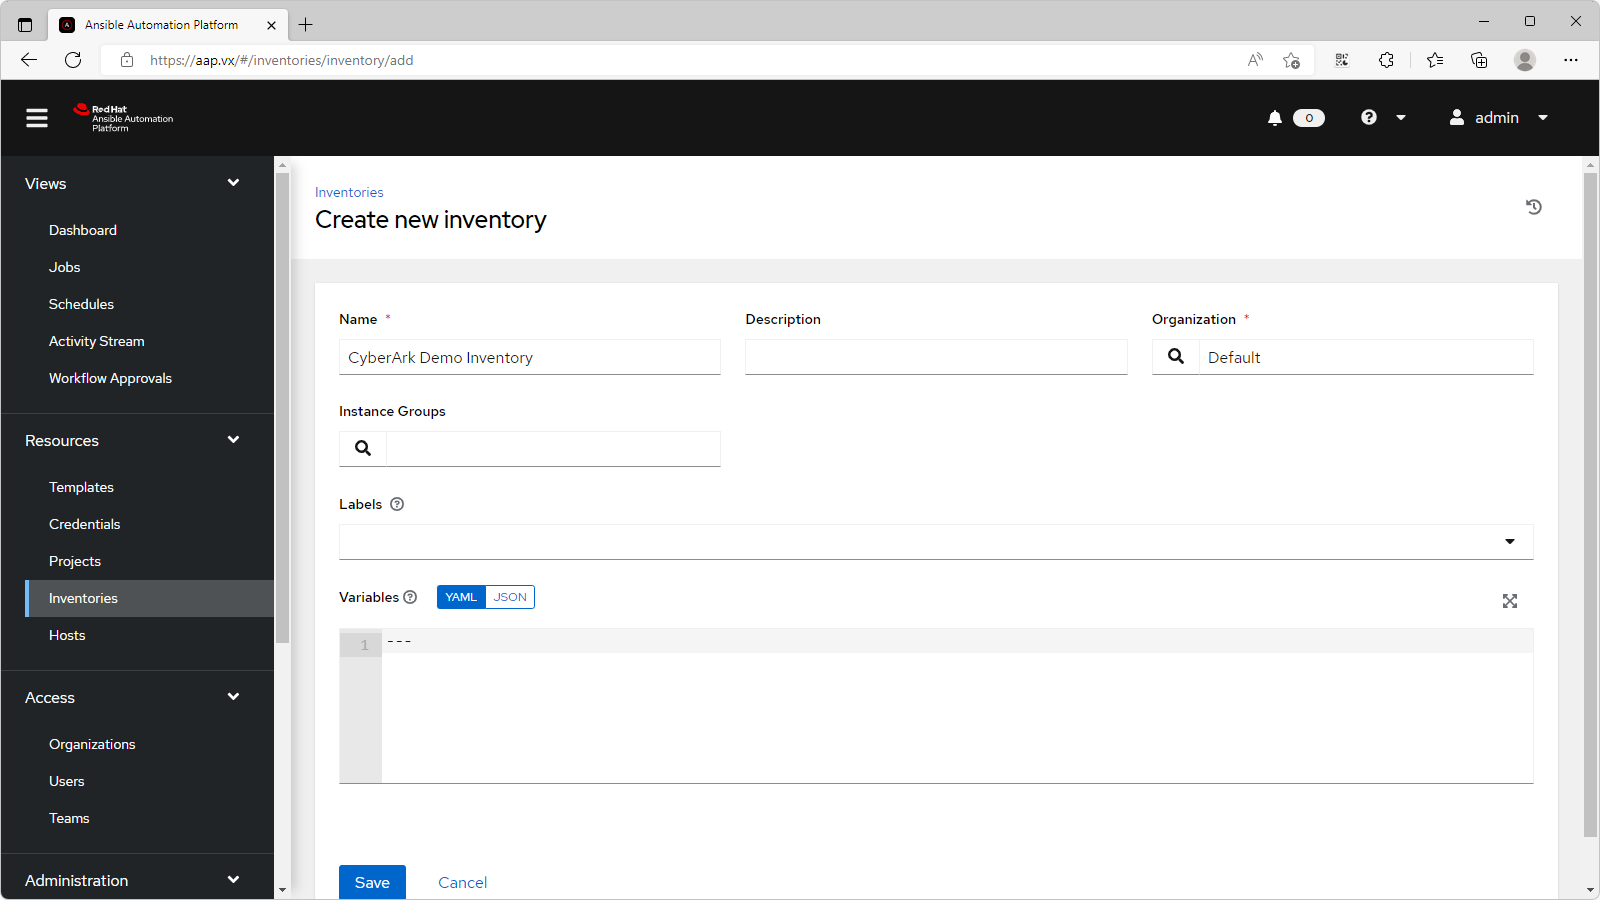 Ansible Automation Platform
https://aap.vx/#/inventories/inventory/add
Red Hat
Ansible Automation
Platform
0
admin
Views
Dashboard
Jobs
Schedules
Activity Stream
Workflow Approvals
Resources
Templates
Credentials
Projects
Inventories
Hosts
Access
Organizations
Users
Teams
Administration
Inventories
Create new inventory
Name *
CyberArk Demo Inventory
Description
Organization *
Default
Instance Groups
Labels
Variables YAML JSON
1 ---
Save Cancel